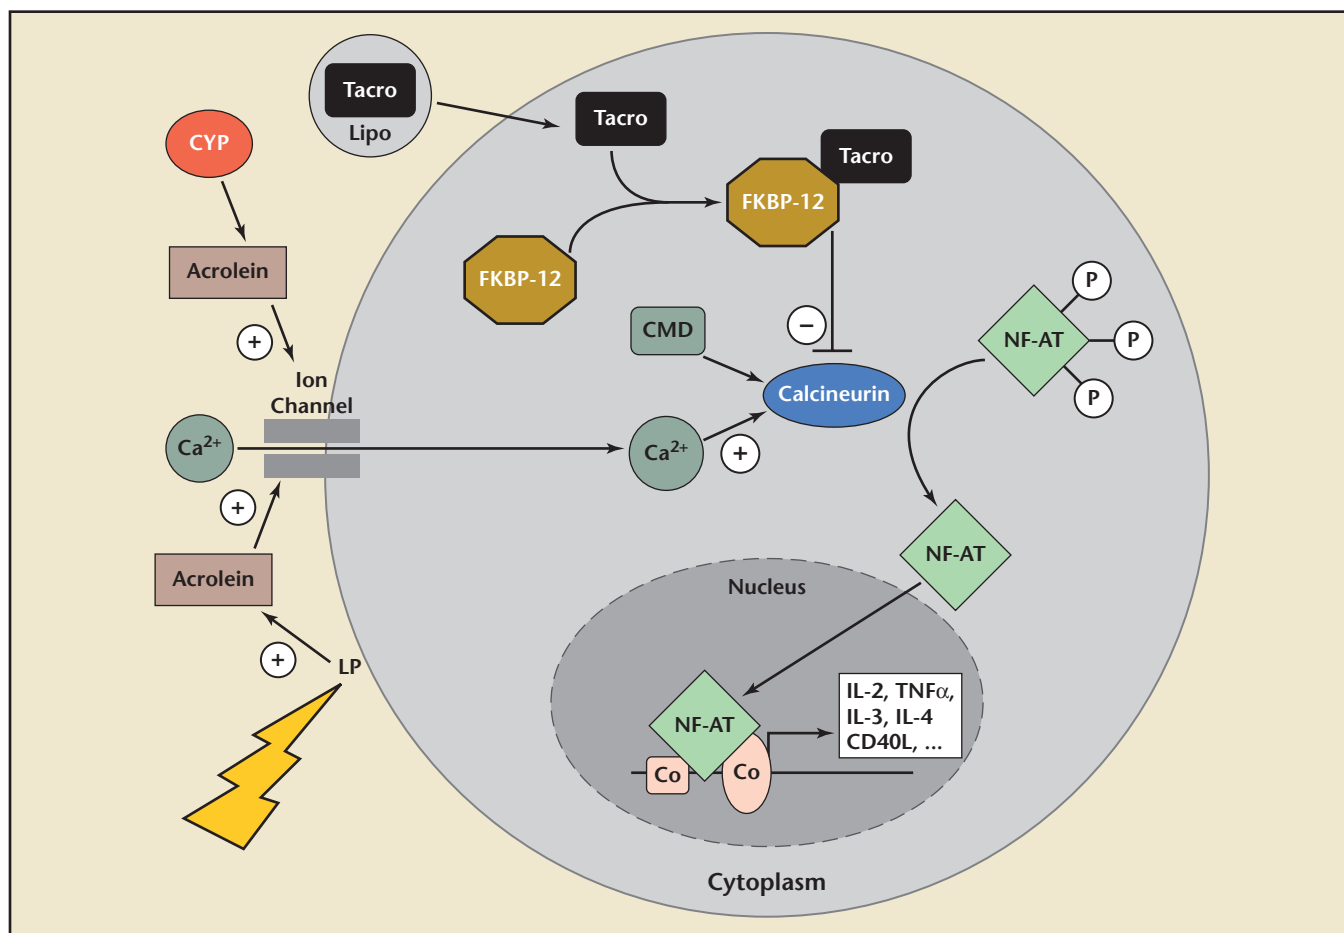 Tacro
Lipo
Tacro
Tacro
CYP
FKBP-12
Acrolein
FKBP-12
P
+
CMD
−
NF-AT
P
Ion
Channel
Calcineurin
P
Ca2+
Ca2+
+
+
Acrolein
NF-AT
Nucleus
+
LP
IL-2, TNFα,
IL-3, IL-4
CD40L, ...
NF-AT
Co
Co
Cytoplasm